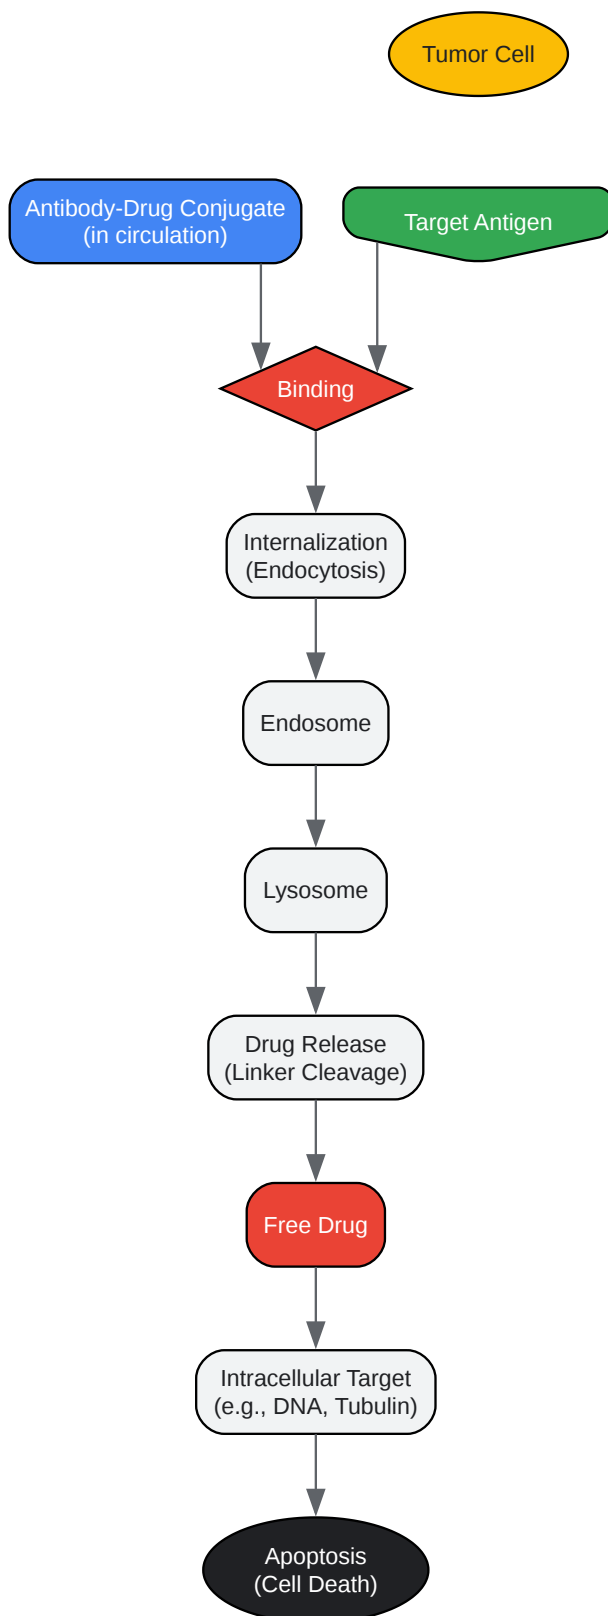 Tumor Cell
Antibody-Drug Conjugate
(in circulation)
Target Antigen
Binding
Internalization
(Endocytosis)
Endosome
Lysosome
Drug Release
(Linker Cleavage)
Free Drug
Intracellular Target
(e.g., DNA, Tubulin)
Apoptosis
(Cell Death)